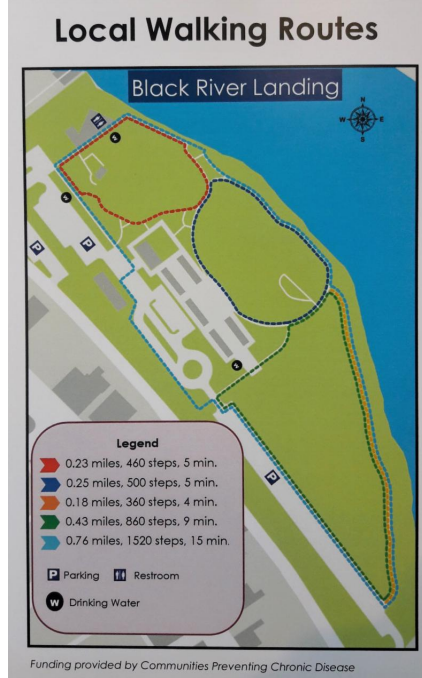 Local Walking Routes
Black River Landing
N
W E
S
W
W
P
P
W
P
Legend
0.23 miles, 460 steps, 5 min.
0.25 miles, 500 steps, 5 min.
0.18 miles, 360 steps, 4 min.
0.43 miles, 860 steps, 9 min.
0.76 miles, 1520 steps, 15 min.
P Parking Restroom
W Drinking Water
Funding provided by Communities Preventing Chronic Disease